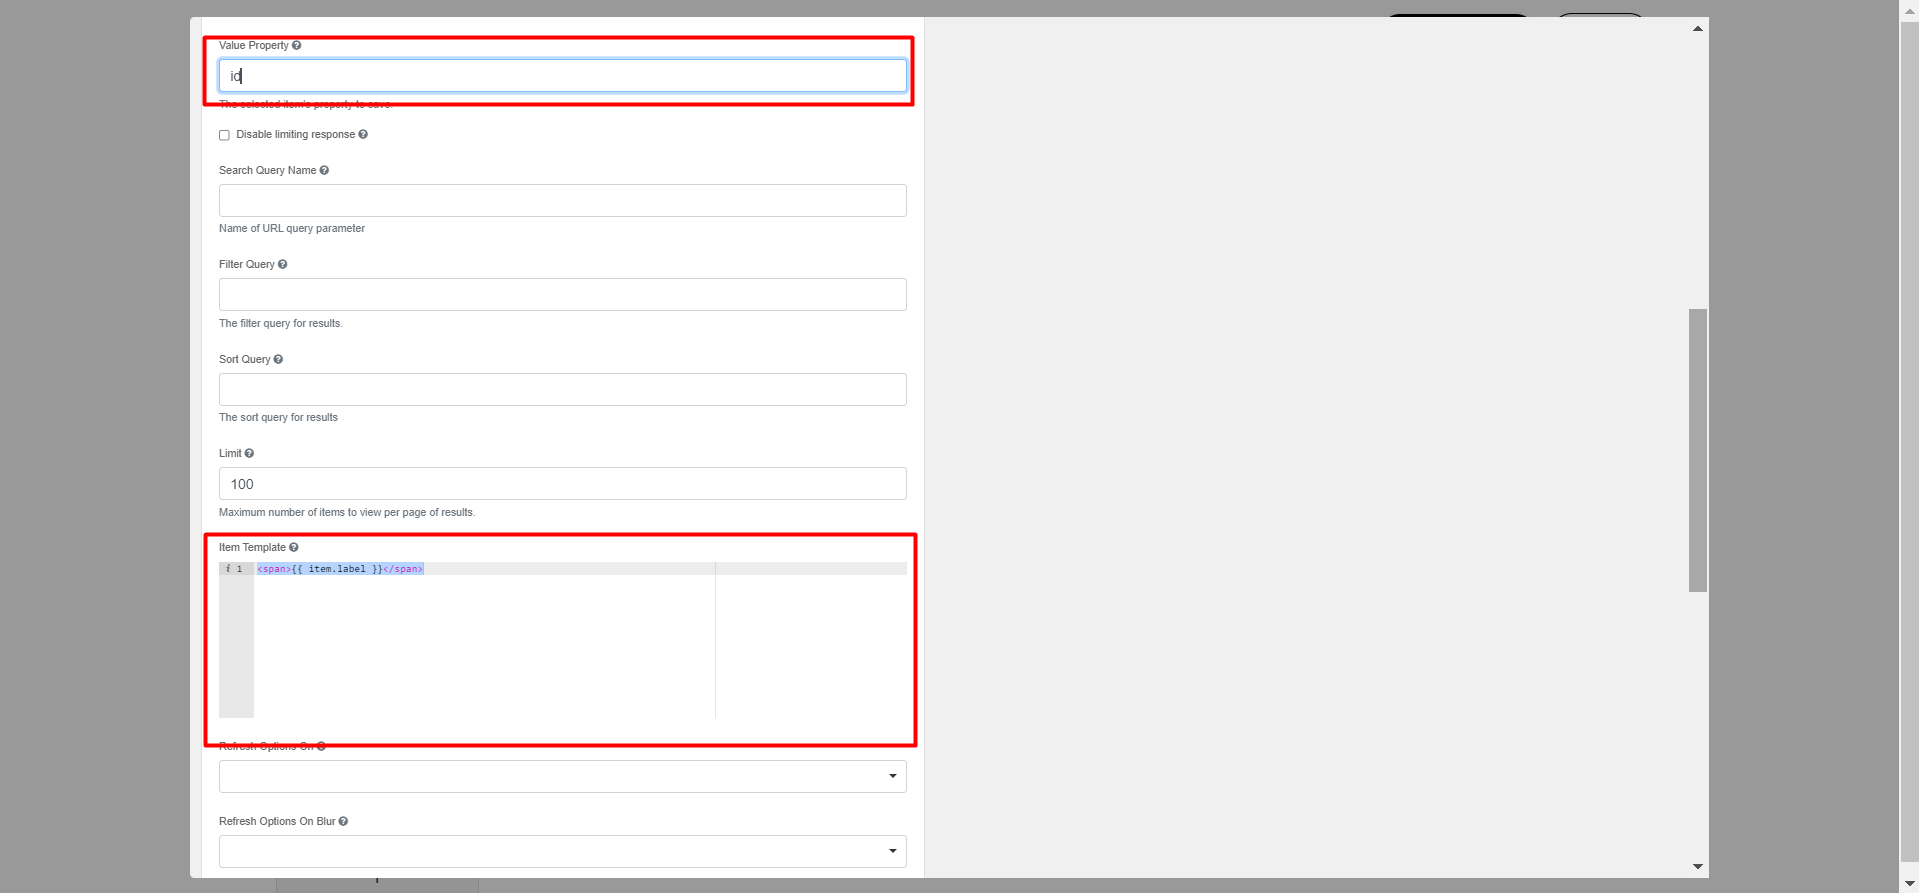 Value Property
id
The selected item's property to save.
Disable limiting response
Search Query Name
Name of URL query parameter
Filter Query
The filter query for results.
Sort Query
The sort query for results
Limit
100
Maximum number of items to view per page of results.
Item Template
i 1 <span>{{ item.label }}</span>
Refresh Options On
Refresh Options On Blur